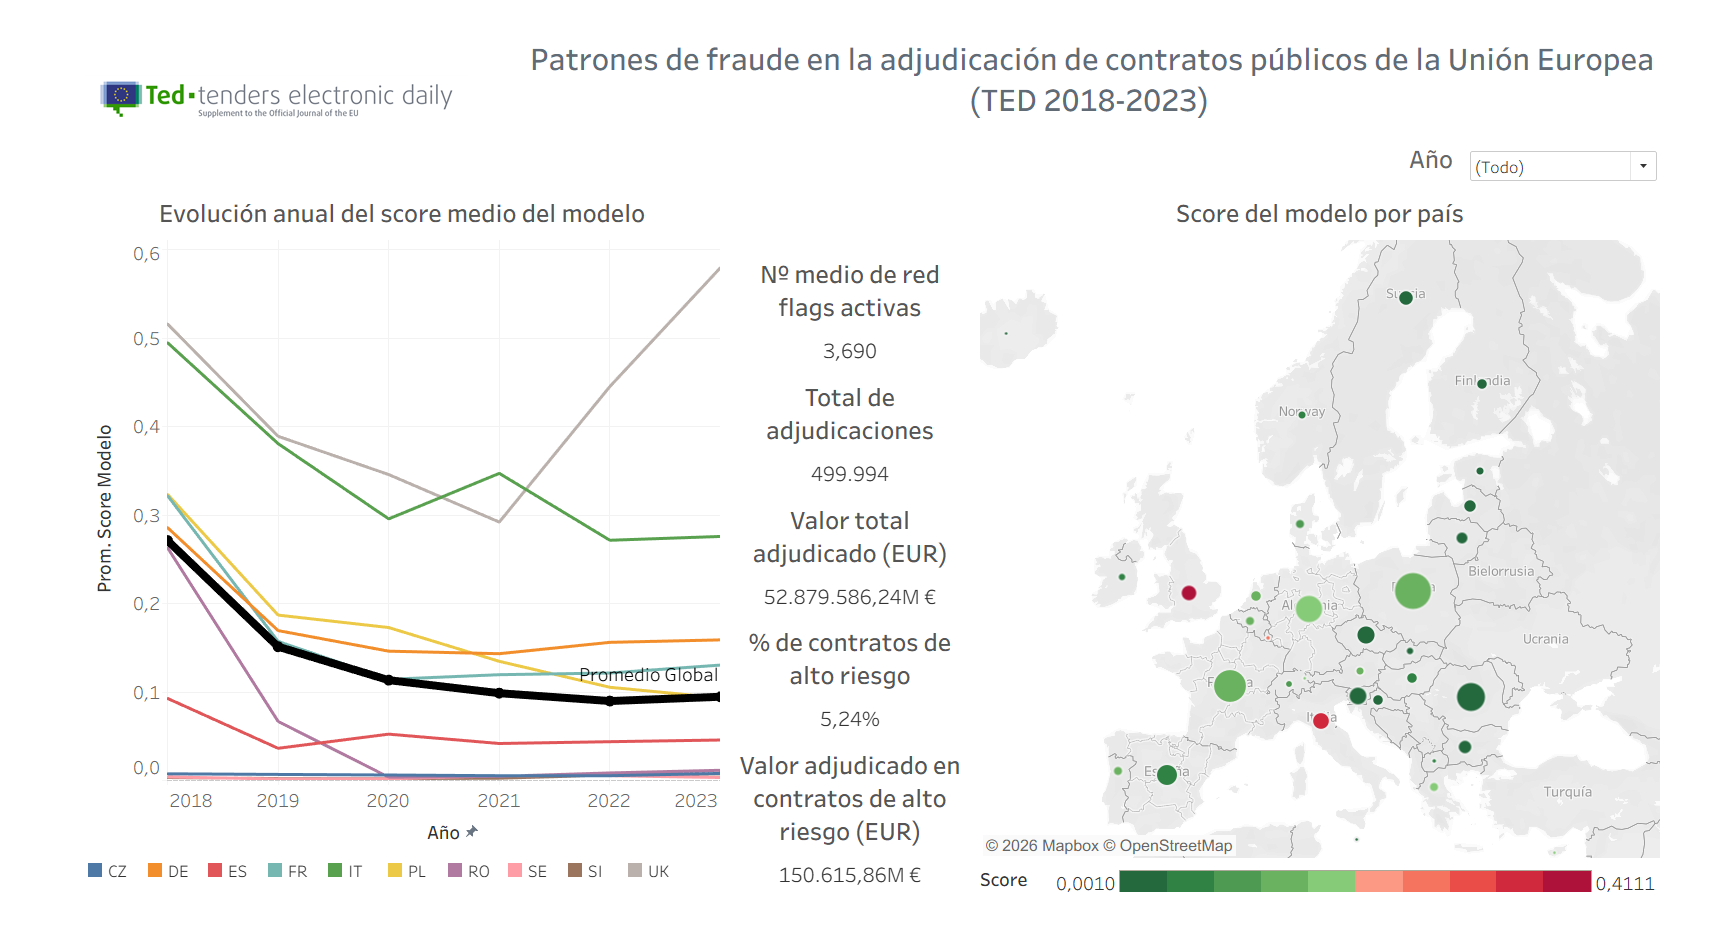 Patrones de fraude en la adjudicación de contratos públicos de la Unión Europea
(TED 2018-2023)
Ted tenders electronic daily
Supplement to the Official Journal of the EU
Año
(Todo)
Evolución anual del score medio del modelo
0,6
0,5
0,4
0,3
0,2
0,1
0,0
Prom. Score Modelo
Promedio Global
2018
2019
2020
2021
2022
2023
Año
CZ
DE
ES
FR
IT
PL
RO
SE
SI
UK
Nº medio de red
flags activas
3,690
Total de
adjudicaciones
499.994
Valor total
adjudicado (EUR)
52.879.586,24M €
% de contratos de
alto riesgo
5,24%
Valor adjudicado en
contratos de alto
riesgo (EUR)
150.615,86M €
Score del modelo por país
Finlandia
Norway
Bielorrusia
Ucrania
Turquía
© 2026 Mapbox © OpenStreetMap
Score
0,0010
0,4111